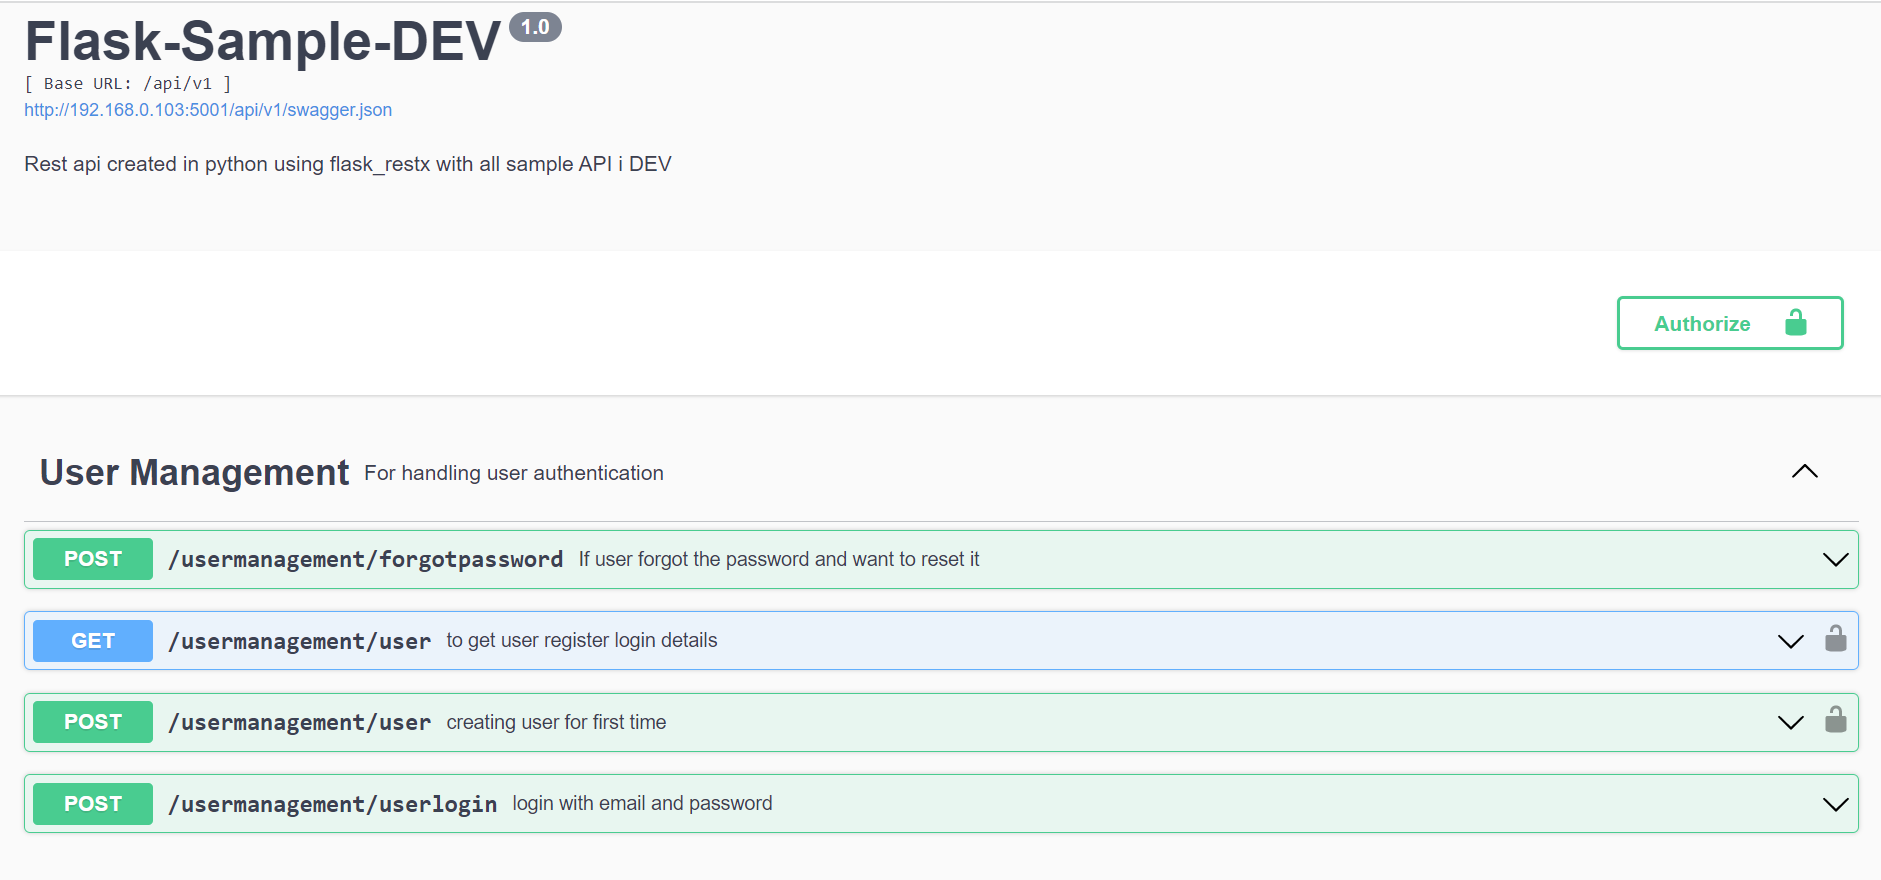 Flask-Sample-DEV 1.0
[ Base URL: /api/v1 ]
http://192.168.0.103:5001/api/v1/swagger.json
Rest api created in python using flask_restx with all sample API i DEV
Authorize
User Management For handling user authentication
POST /usermanagement/forgotpassword If user forgot the password and want to reset it
GET /usermanagement/user to get user register login details
POST /usermanagement/user creating user for first time
POST /usermanagement/userlogin login with email and password